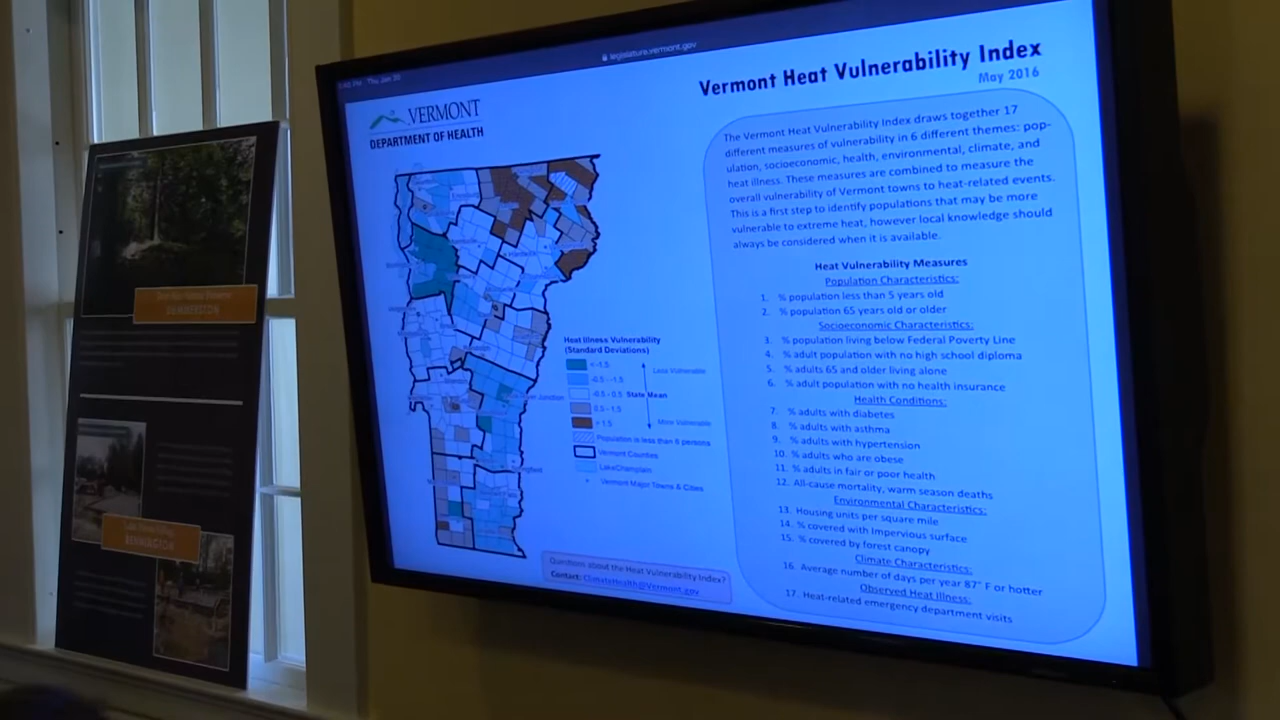 Thu Jan 30
legislature.vermont.gov
VERMONT
DEPARTMENT OF HEALTH
Vermont Heat Vulnerability Index
May 2016
The Vermont Heat Vulnerability Index draws together 17
different measures of vulnerability in 6 different themes: pop-
ulation, socioeconomic, health, environmental, climate, and
heat illness. These measures are combined to measure the
overall vulnerability of Vermont towns to heat-related events.
This is a first step to identify populations that may be more
vulnerable to extreme heat, however local knowledge should
always be considered when it is available.
Heat Vulnerability Measures
Population Characteristics:
1. % population less than 5 years old
2. % population 65 years old or older
Socioeconomic Characteristics:
3. % population living below Federal Poverty Line
4. % adult population with no high school diploma
5. % adults 65 and older living alone
6. % adult population with no health insurance
Health Conditions:
7. % adults with diabetes
8. % adults with asthma
9. % adults with hypertension
10. % adults who are obese
11. % adults in fair or poor health
12. All-cause mortality, warm season deaths
Environmental Characteristics:
13. Housing units per square mile
14. % covered with Impervious surface
15. % covered by forest canopy
Climate Characteristics:
16. Average number of days per year 87° F or hotter
Observed Heat Illness:
17. Heat-related emergency department visits
Heat Illness Vulnerability
(Standard Deviations)
< -1.5
-0.5 - -1.5
-0.5 - 0.5 State Mean
0.5 - 1.5
> 1.5
Less Vulnerable
More Vulnerable
Population is less than 6 persons
Vermont Counties
LakeChamplain
Vermont Major Towns & Cities
Questions about the Heat Vulnerability Index?
Contact: ClimateHealth@Vermont.gov
BENNINGTON